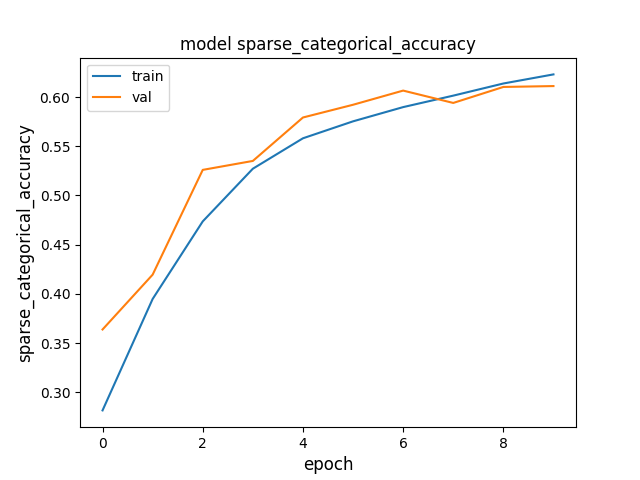 model sparse_categorical_accuracy
train
val
0.60
0.55
0.50
0.45
0.40
0.35
0.30
sparse_categorical_accuracy
0 2 4 6 8
epoch